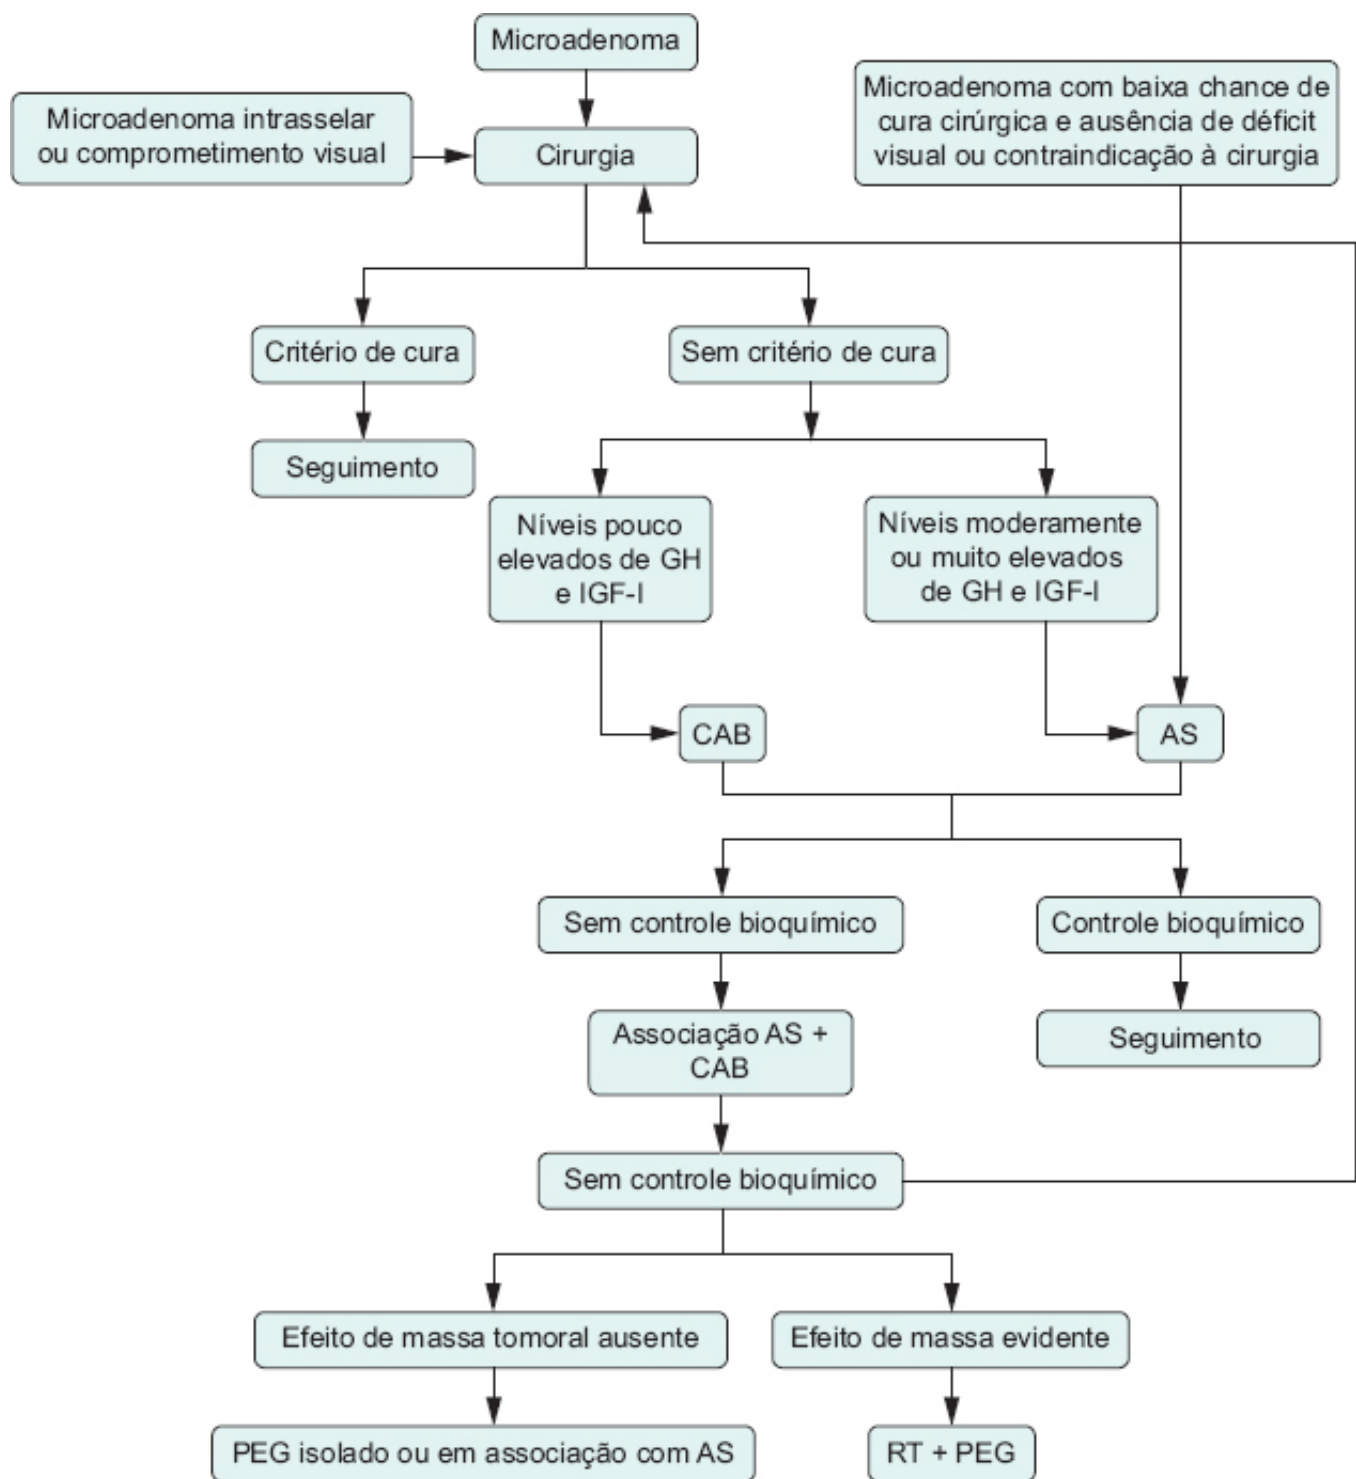 Microadenoma
Microadenoma intrasselar
ou comprometimento visual
Cirurgia
Microadenoma com baixa chance de
cura cirúrgica e ausência de déficit
visual ou contraindicação à cirurgia
Critério de cura
Sem critério de cura
Seguimento
Níveis pouco
elevados de GH
e IGF-I
Níveis moderamente
ou muito elevados
de GH e IGF-I
CAB
AS
Sem controle bioquímico
Controle bioquímico
Associação AS +
CAB
Seguimento
Sem controle bioquímico
Efeito de massa tomoral ausente
Efeito de massa evidente
PEG isolado ou em associação com AS
RT + PEG